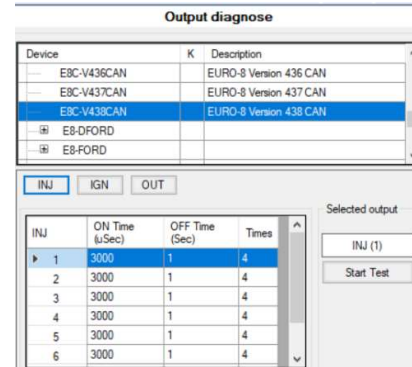 Output diagnose
Device K Description
E8C-V436CAN EURO-8 Version 436 CAN
E8C-V437CAN EURO-8 Version 437 CAN
E8C-V438CAN EURO-8 Version 438 CAN
E8-DFORD
E8-FORD
INJ IGN OUT
Selected output
INJ ON Time (uSec) OFF Time (Sec) Times
INJ (1)
1 3000 1 4
Start Test
2 3000 1 4
3 3000 1 4
4 3000 1 4
5 3000 1 4
6 3000 1 4